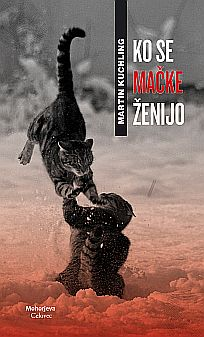 MARTIN KUCHLING
KO SE
MAČKE
ŽENIJO
Mohorjeva
Celovec